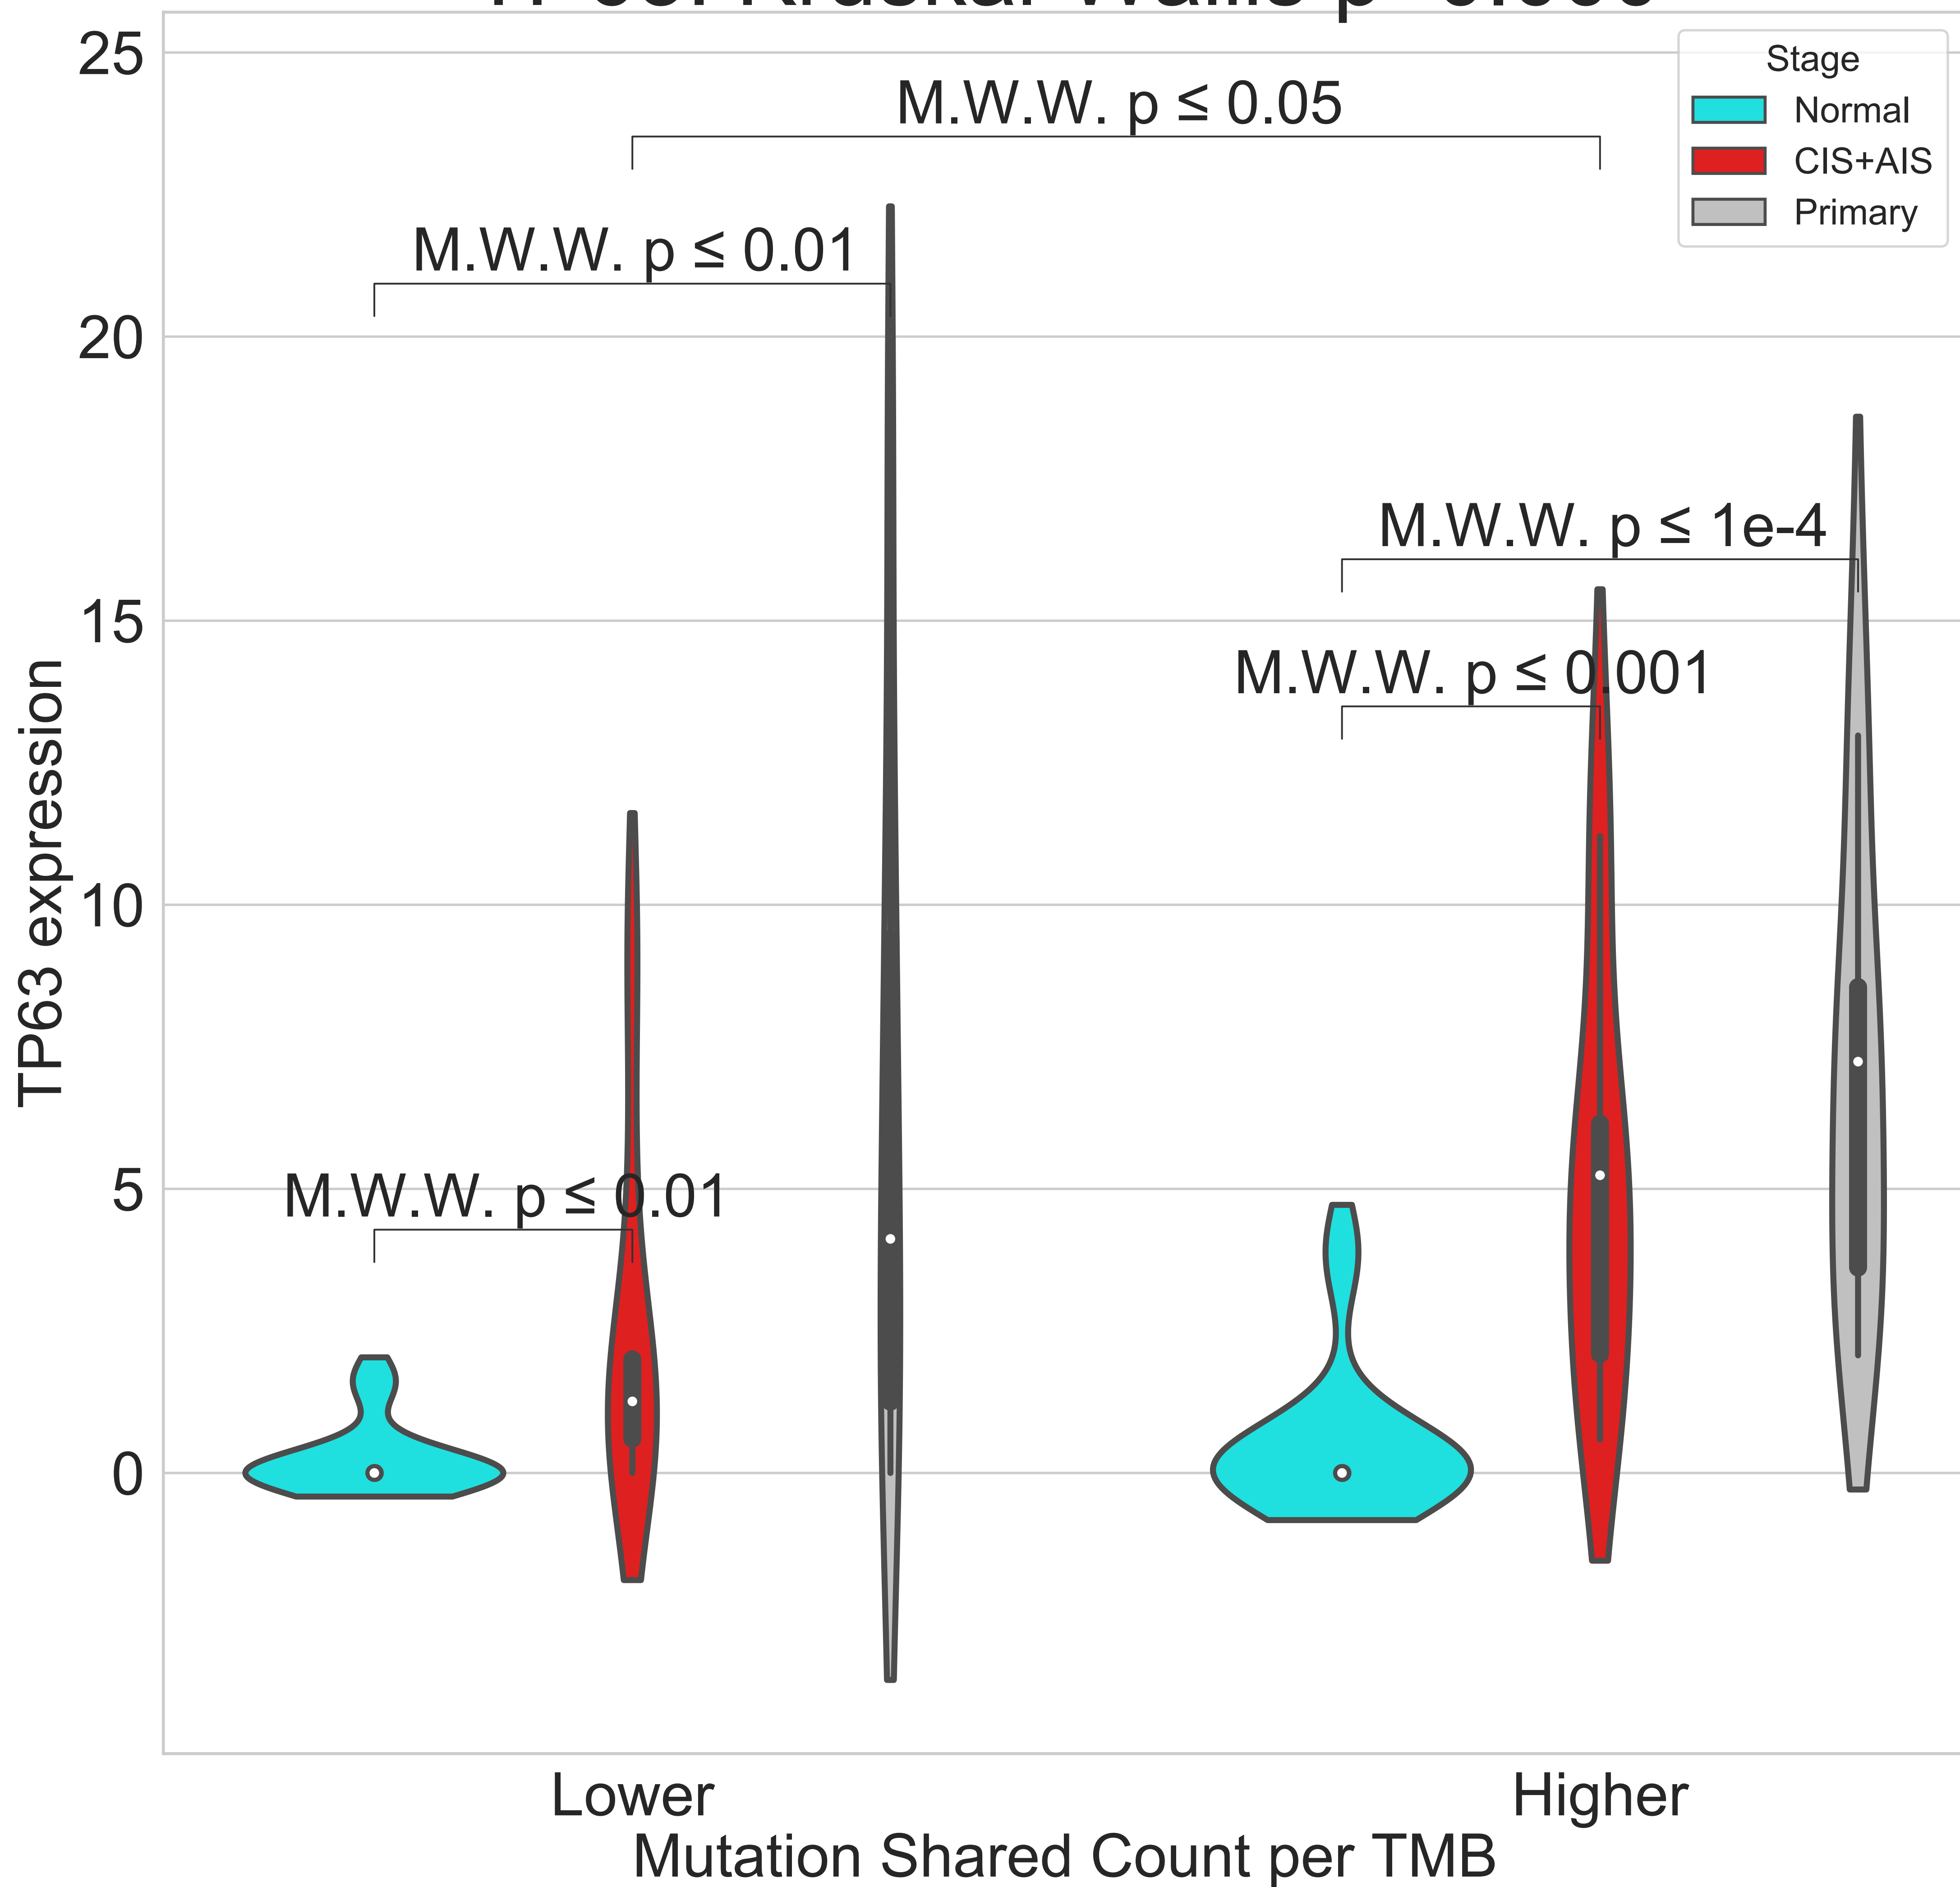 25
20
15
10
5
0
TP63 expression
M.W.W. p ≤ 0.05
M.W.W. p ≤ 0.01
M.W.W. p ≤ 1e-4
M.W.W. p ≤ 0.001
M.W.W. p ≤ 0.01
Stage
Normal
CIS+AIS
Primary
Lower
Higher
Mutation Shared Count per TMB